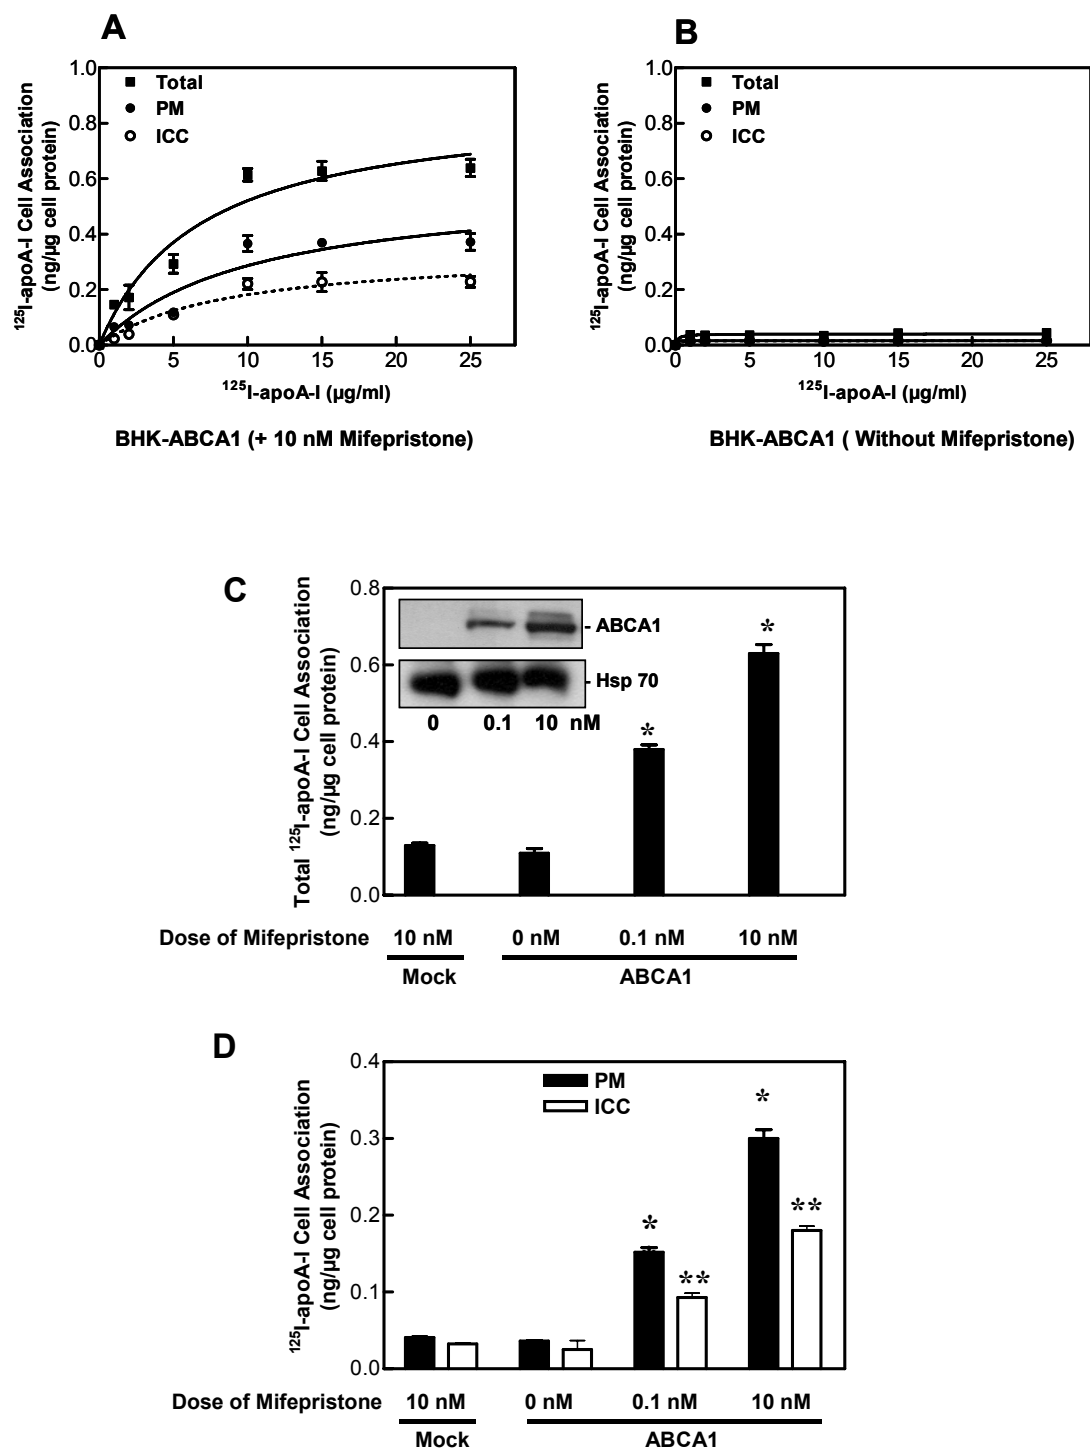 A
B
1.0
0.8
0.6
0.4
0.2
0.0
0 5 10 15 20 25
Total
PM
ICC
¹²⁵I-apoA-I Cell Association
(ng/µg cell protein)
¹²⁵I-apoA-I (µg/ml)
BHK-ABCA1 (+ 10 nM Mifepristone)
1.0
0.8
0.6
0.4
0.2
0.0
0 5 10 15 20 25
Total
PM
ICC
¹²⁵I-apoA-I Cell Association
(ng/µg cell protein)
¹²⁵I-apoA-I (µg/ml)
BHK-ABCA1 ( Without Mifepristone)
C
Total ¹²⁵I-apoA-I Cell Association
(ng/µg cell protein)
0.8
0.6
0.4
0.2
0.0
- ABCA1
- Hsp 70
0 0.1 10 nM
*
*
Dose of Mifepristone 10 nM 0 nM 0.1 nM 10 nM
Mock ABCA1
D
¹²⁵I-apoA-I Cell Association
(ng/µg cell protein)
0.4
0.3
0.2
0.1
0.0
PM
ICC
*
**
*
**
Dose of Mifepristone 10 nM 0 nM 0.1 nM 10 nM
Mock ABCA1